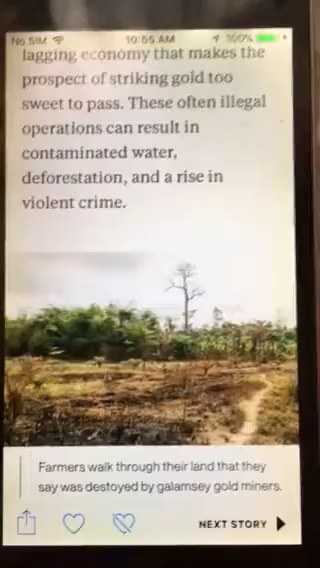 No SIM 10:55 AM 100%
lagging economy that makes the
prospect of striking gold too
sweet to pass. These often illegal
operations can result in
contaminated water,
deforestation, and a rise in
violent crime.
Farmers walk through their land that they
say was destoyed by galamsey gold miners.
NEXT STORY